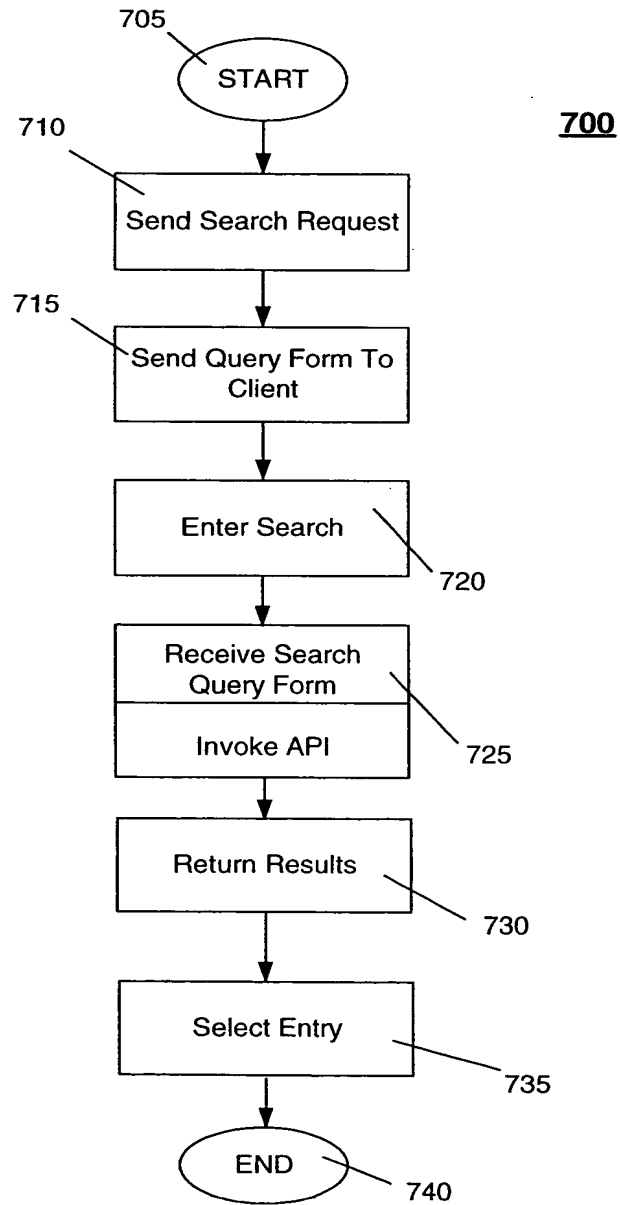 705
START
700
710
Send Search Request
715
Send Query Form To
Client
Enter Search
720
Receive Search
Query Form
Invoke API
725
Return Results
730
Select Entry
735
END
740